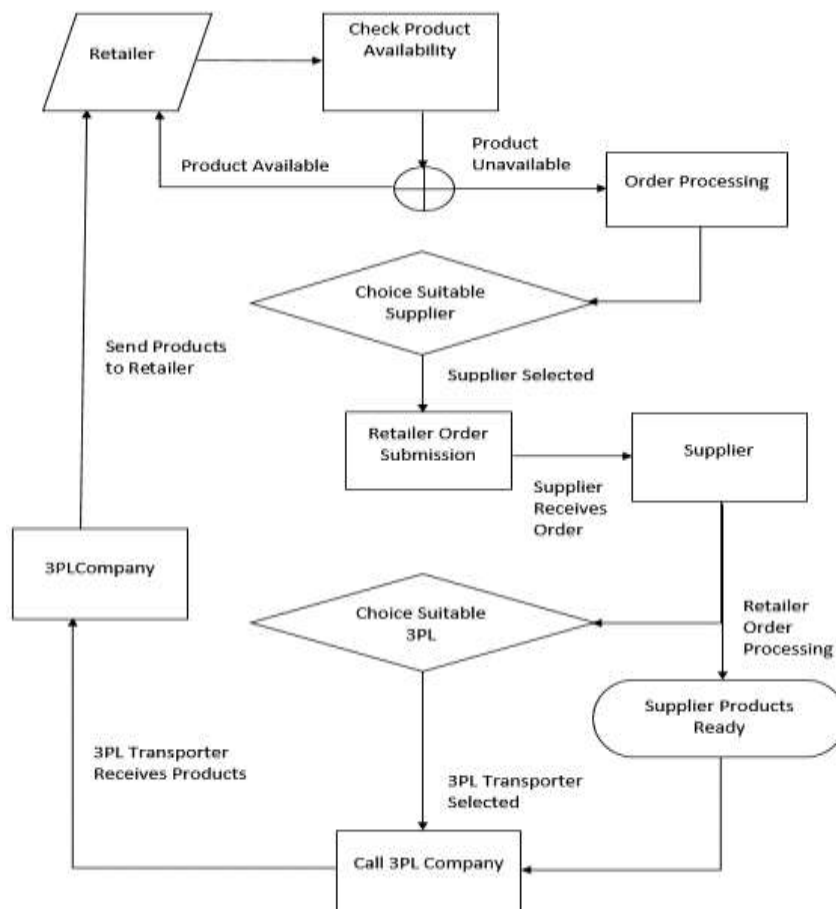 Retailer
Check Product
Availability
Product Available
Product
Unavailable
Order Processing
Choice Suitable
Supplier
Send Products
to Retailer
Supplier Selected
Retailer Order
Submission
Supplier
Supplier
Receives
Order
3PLCompany
Choice Suitable
3PL
Retailer
Order
Processing
Supplier Products
Ready
3PL Transporter
Receives Products
3PL Transporter
Selected
Call 3PL Company